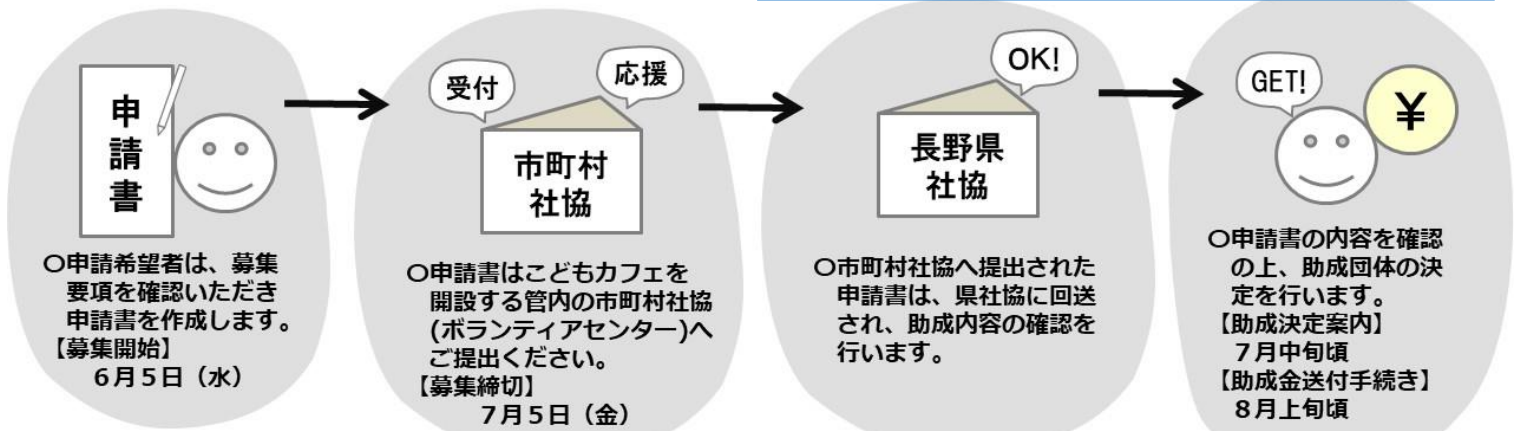 申請書
〇申請希望者は、募集
要項を確認いただき
申請書を作成します。
【募集開始】
6月5日（水）
受付
応援
市町村
社協
〇申請書はこどもカフェを
開設する管内の市町村社協
(ボランティアセンター)へ
ご提出ください。
【募集締切】
7月5日（金）
OK!
長野県
社協
〇市町村社協へ提出された
申請書は、県社協に回送
され、助成内容の確認を
行います。
GET!
¥
〇申請書の内容を確認
の上、助成団体の決
定を行います。
【助成決定案内】
7月中旬頃
【助成金送付手続き】
8月上旬頃